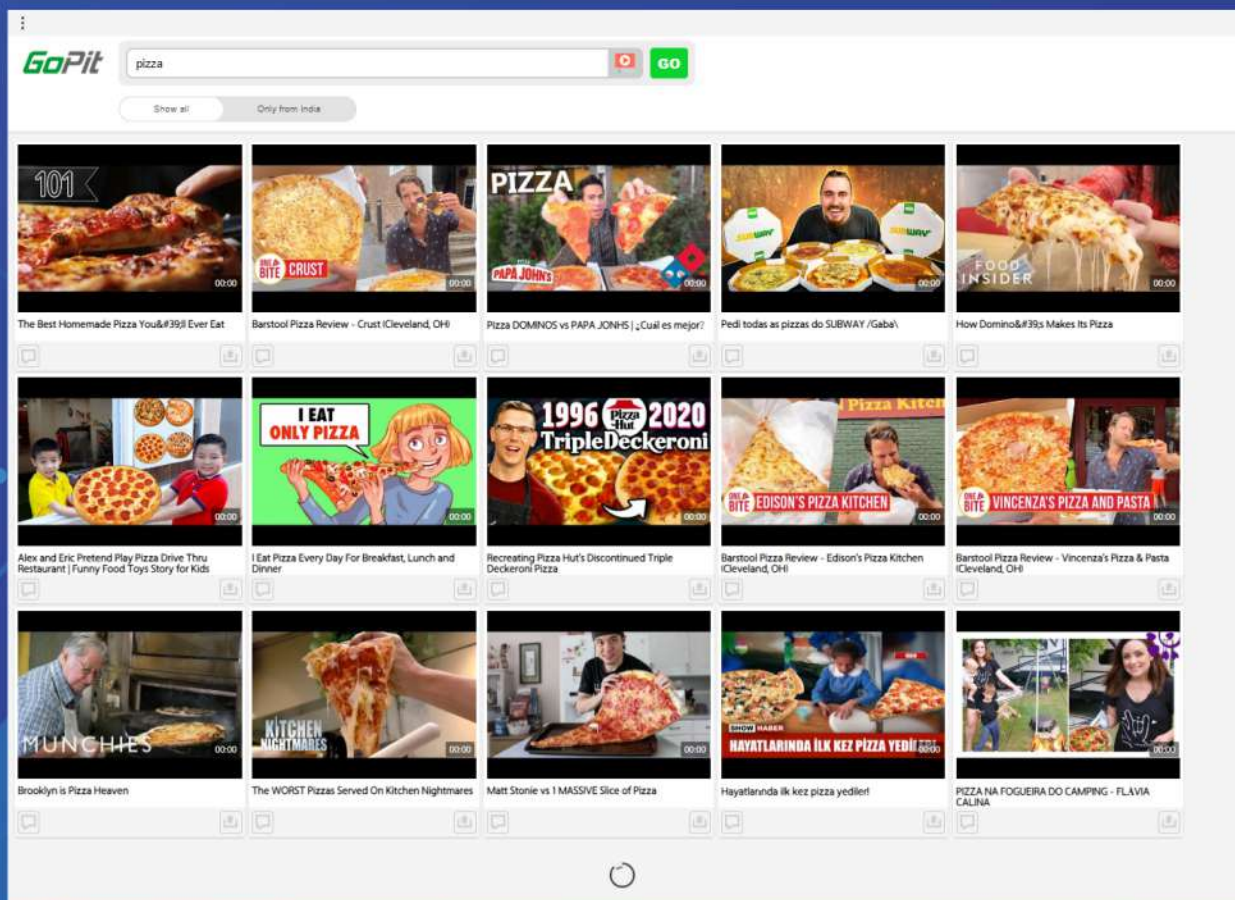 GoPit
pizza
GO
Show all
Only from India
101
00:00
The Best Homemade Pizza You&#39;ll Ever Eat
ONE BITE
CRUST
00:00
Barstool Pizza Review - Crust (Cleveland, OH)
PIZZA
PAPA JOHN'S
00:00
Pizza DOMINOS vs PAPA JONHS | ¿Cuál es mejor?
SUBWAY
SUBWAY
00:00
Pedi todas as pizzas do SUBWAY /Gaba\
FOOD
INSIDER
00:00
How Domino&#39;s Makes Its Pizza
00:00
Alex and Eric Pretend Play Pizza Drive Thru
Restaurant | Funny Food Toys Story for Kids
I EAT
ONLY PIZZA
00:00
I Eat Pizza Every Day For Breakfast, Lunch and
Dinner
1996 Pizza Hut 2020
TripleDeckeroni
00:00
Recreating Pizza Hut's Discontinued Triple
Deckeroni Pizza
Pizza Kitch
ONE BITE
EDISON'S PIZZA KITCHEN
00:00
Barstool Pizza Review - Edison's Pizza Kitchen
(Cleveland, OH)
ONE BITE
VINCENZA'S PIZZA AND PASTA
00:00
Barstool Pizza Review - Vincenza's Pizza & Pasta
(Cleveland, OH)
MUNCHIES
00:00
Brooklyn is Pizza Heaven
KITCHEN
NIGHTMARES
00:00
The WORST Pizzas Served On Kitchen Nightmares
00:00
Matt Stonie vs 1 MASSIVE Slice of Pizza
SHOW HABER
HAYATLARINDA İLK KEZ PİZZA
00:00
Hayatlarında ilk kez pizza yediler!
00:00
PIZZA NA FOGUEIRA DO CAMPING - FLAVIA
CALINA